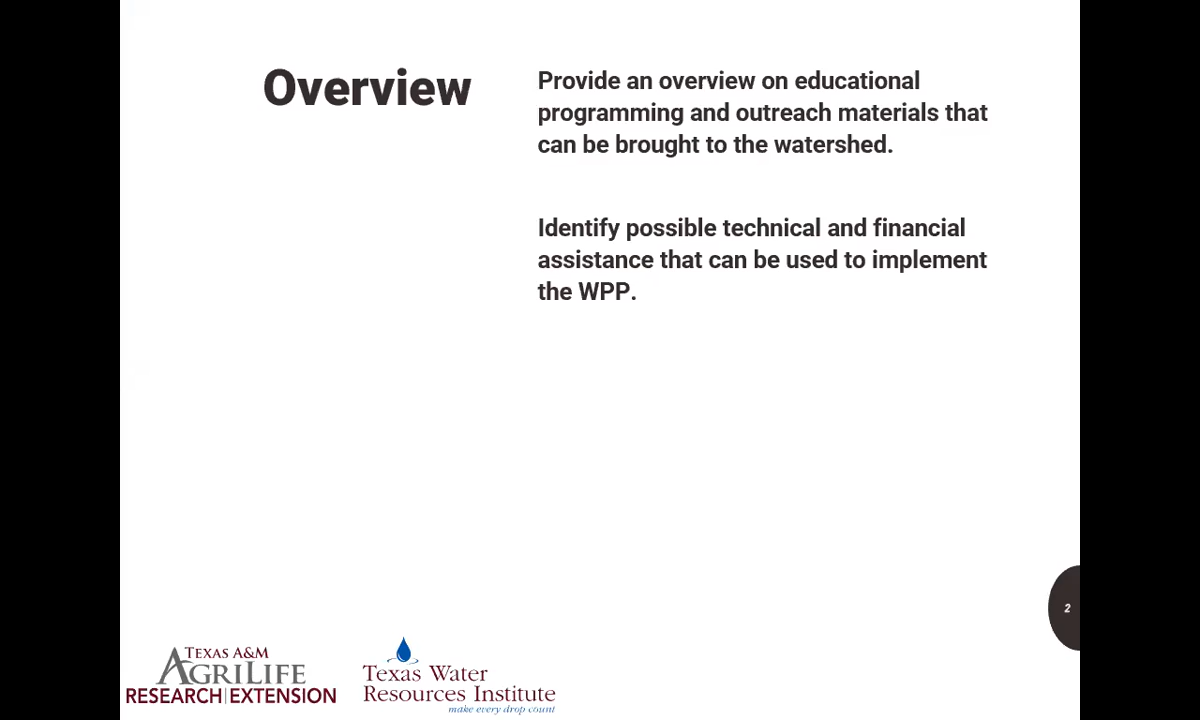 Overview
Provide an overview on educational
programming and outreach materials that
can be brought to the watershed.
Identify possible technical and financial
assistance that can be used to implement
the WPP.
2
TEXAS A&M
AGRILIFE
RESEARCH | EXTENSION
Texas Water
Resources Institute
make every drop count